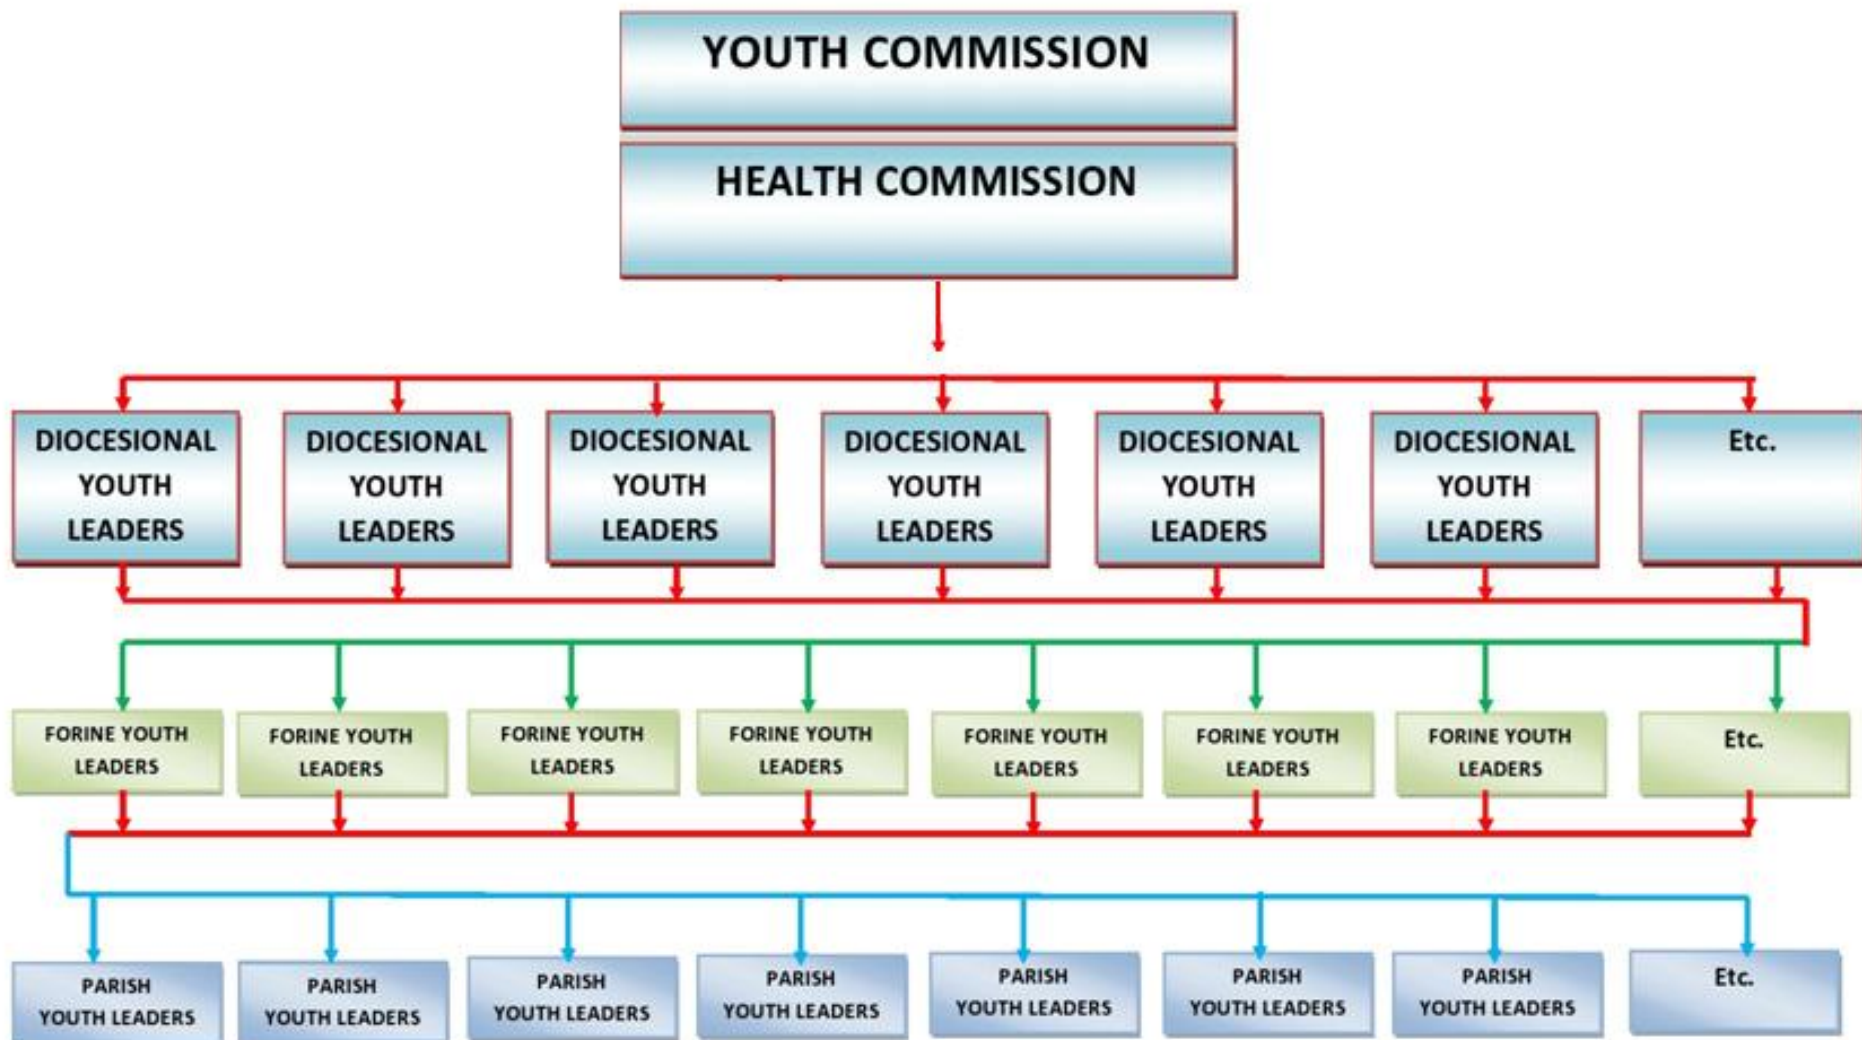 YOUTH COMMISSION
HEALTH COMMISSION
DIOCESIONAL
YOUTH
LEADERS
DIOCESIONAL
YOUTH
LEADERS
DIOCESIONAL
YOUTH
LEADERS
DIOCESIONAL
YOUTH
LEADERS
DIOCESIONAL
YOUTH
LEADERS
DIOCESIONAL
YOUTH
LEADERS
Etc.
FORINE YOUTH
LEADERS
FORINE YOUTH
LEADERS
FORINE YOUTH
LEADERS
FORINE YOUTH
LEADERS
FORINE YOUTH
LEADERS
FORINE YOUTH
LEADERS
FORINE YOUTH
LEADERS
Etc.
PARISH
YOUTH LEADERS
PARISH
YOUTH LEADERS
PARISH
YOUTH LEADERS
PARISH
YOUTH LEADERS
PARISH
YOUTH LEADERS
PARISH
YOUTH LEADERS
PARISH
YOUTH LEADERS
Etc.